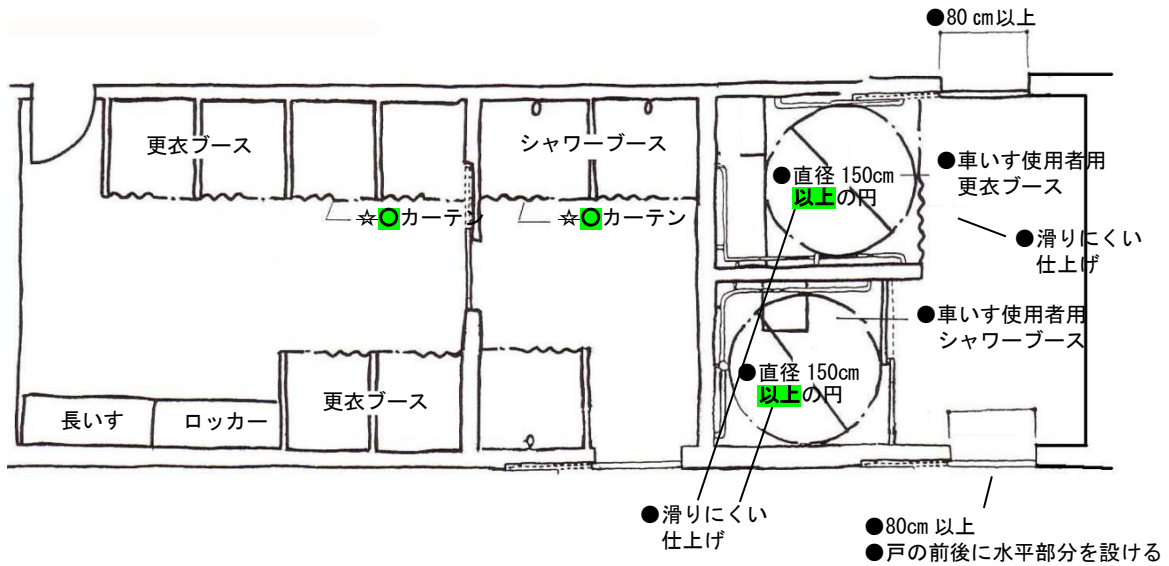 ●80 cm以上
更衣ブース
シャワーブース
●直径 150cm
以上の円
●車いす使用者用
更衣ブース
☆○カーテン
☆○カーテン
●滑りにくい
仕上げ
●車いす使用者用
シャワーブース
●直径 150cm
以上の円
長いす
ロッカー
更衣ブース
●滑りにくい
仕上げ
●80cm 以上
●戸の前後に水平部分を設ける